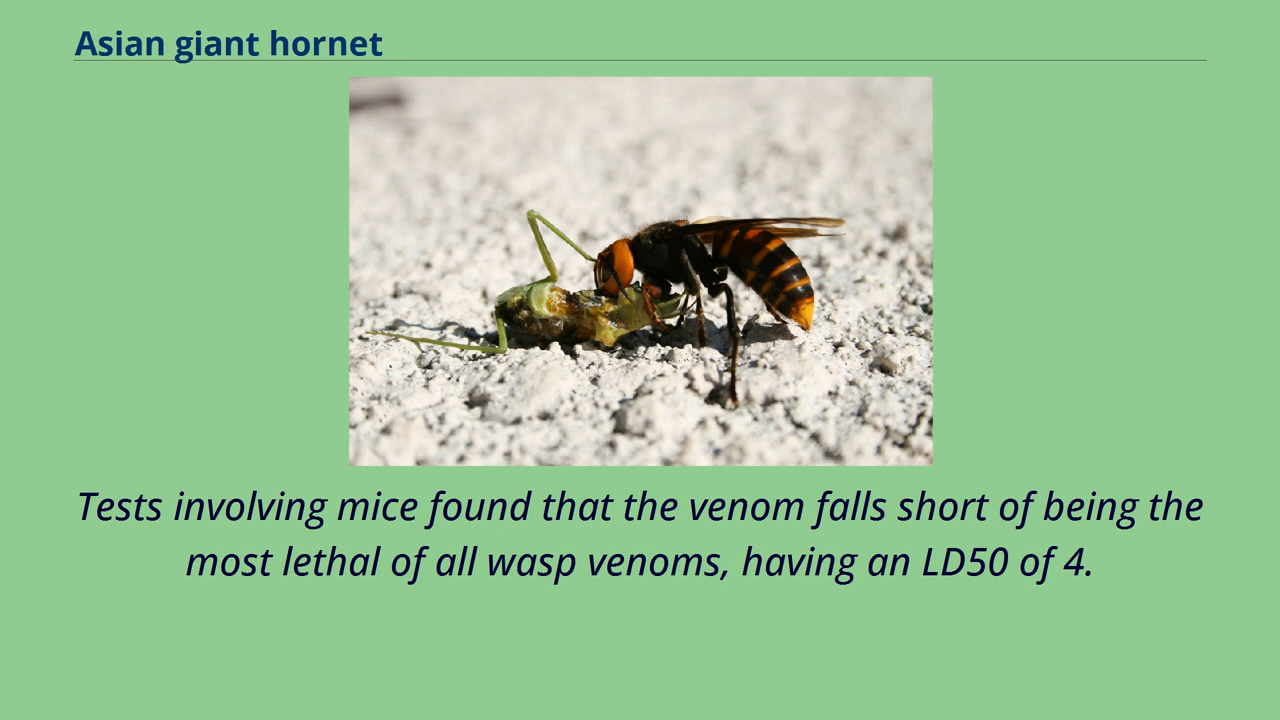 Asian giant hornet
Tests involving mice found that the venom falls short of being the
most lethal of all wasp venoms, having an LD50 of 4.